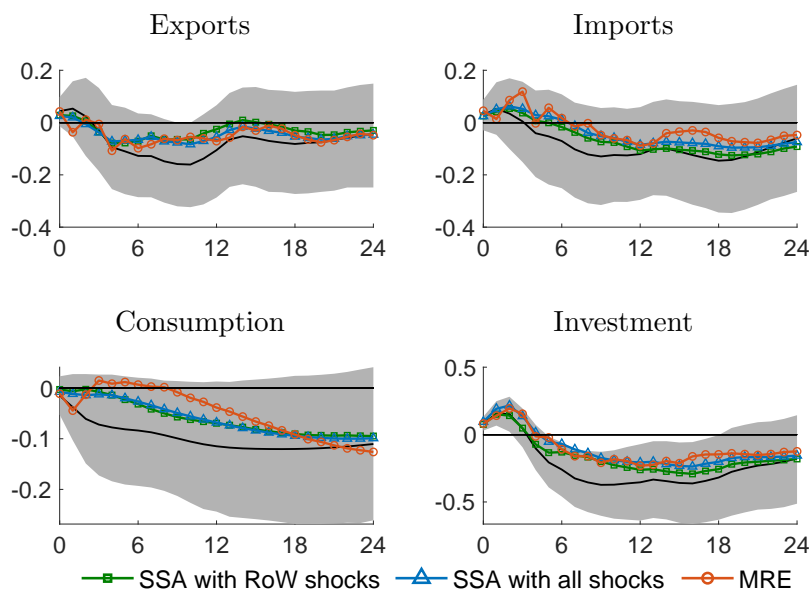 Exports
Imports
0.2
0
-0.2
-0.4
0 6 12 18 24
0.2
0
-0.2
-0.4
0 6 12 18 24
Consumption
Investment
0
-0.1
-0.2
0 6 12 18 24
0.5
0
-0.5
0 6 12 18 24
SSA with RoW shocks SSA with all shocks MRE